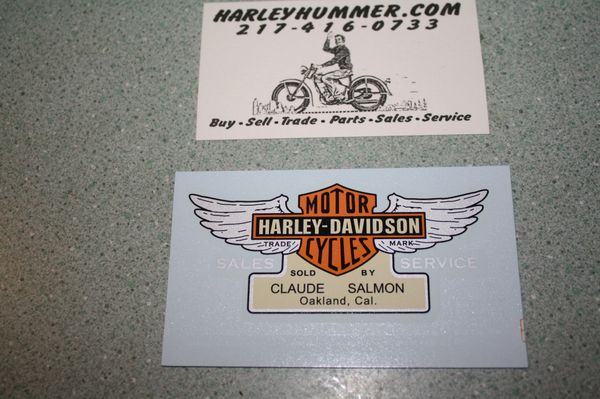 HARLEYHUMMER.COM
217-416-0733
Buy - Sell - Trade - Parts - Sales - Service
MOTOR
HARLEY-DAVIDSON
TRADE MARK
CYCLES
SALES SERVICE
SOLD BY
CLAUDE SALMON
Oakland, Cal.